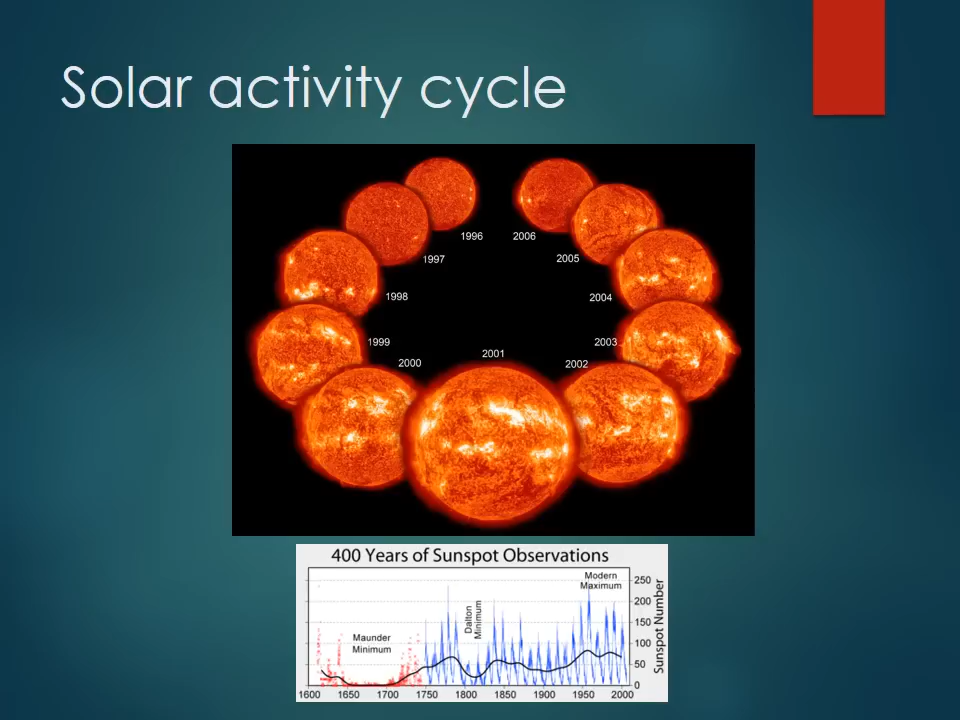 Solar activity cycle
1996
2006
1997
2005
1998
2004
1999
2003
2000
2001
2002
400 Years of Sunspot Observations
Modern
Maximum
Dalton
Minimum
Maunder
Minimum
250
200
150
100
50
0
Sunspot Number
1600 1650 1700 1750 1800 1850 1900 1950 2000